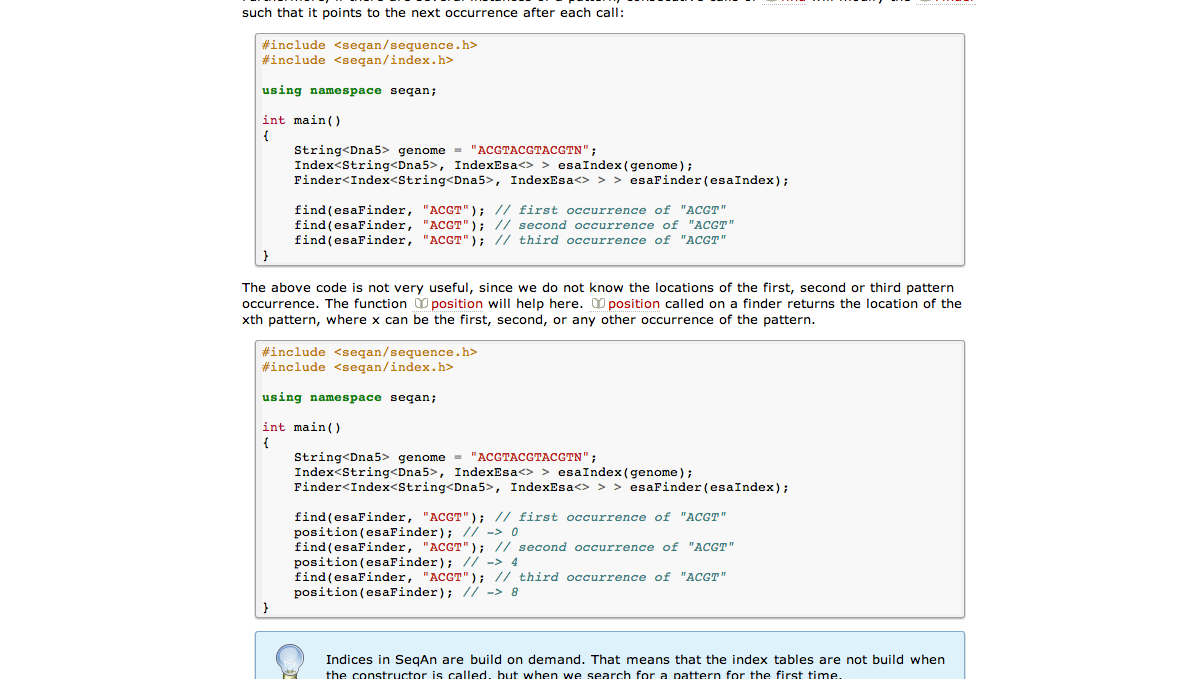 such that it points to the next occurrence after each call:
#include <seqan/sequence.h>
#include <seqan/index.h>
using namespace seqan;
int main()
{
String<Dna5> genome = "ACGTACGTACGTN";
Index<String<Dna5>, IndexEsa<> > esaIndex(genome);
Finder<Index<String<Dna5>, IndexEsa<> > > esaFinder(esaIndex);
find(esaFinder, "ACGT"); // first occurrence of "ACGT"
find(esaFinder, "ACGT"); // second occurrence of "ACGT"
find(esaFinder, "ACGT"); // third occurrence of "ACGT"
}
The above code is not very useful, since we do not know the locations of the first, second or third pattern
occurrence. The function position will help here. position called on a finder returns the location of the
xth pattern, where x can be the first, second, or any other occurrence of the pattern.
#include <seqan/sequence.h>
#include <seqan/index.h>
using namespace seqan;
int main()
{
String<Dna5> genome = "ACGTACGTACGTN";
Index<String<Dna5>, IndexEsa<> > esaIndex(genome);
Finder<Index<String<Dna5>, IndexEsa<> > > esaFinder(esaIndex);
find(esaFinder, "ACGT"); // first occurrence of "ACGT"
position(esaFinder); // -> 0
find(esaFinder, "ACGT"); // second occurrence of "ACGT"
position(esaFinder); // -> 4
find(esaFinder, "ACGT"); // third occurrence of "ACGT"
position(esaFinder); // -> 8
}
Indices in SeqAn are build on demand. That means that the index tables are not build when
the constructor is called, but when we search for a pattern for the first time.